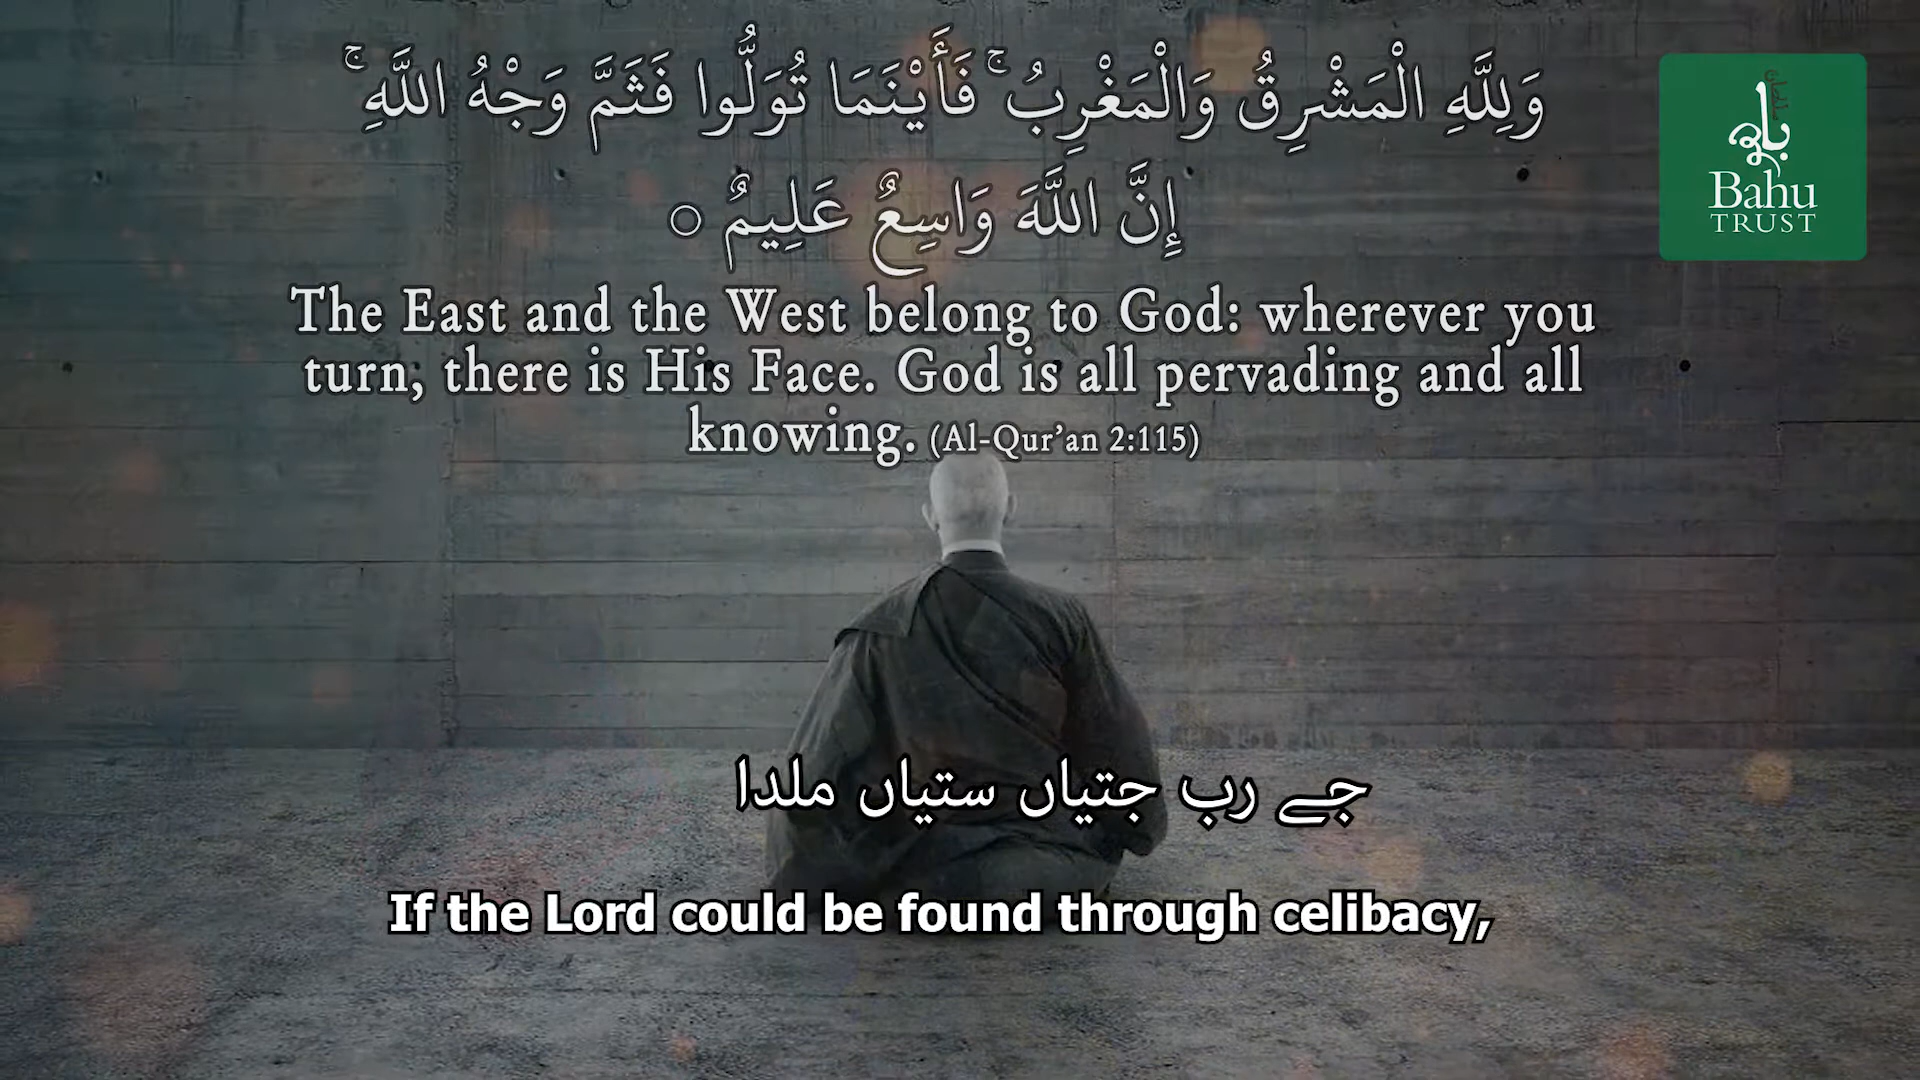 وَلِلَّهِ الْمَشْرِقُ وَالْمَغْرِبُ ۚ فَأَيْنَمَا تُوَلُّوا فَثَمَّ وَجْهُ اللَّهِ ۚ
إِنَّ اللَّهَ وَاسِعٌ عَلِيمٌ ○
The East and the West belong to God: wherever you
turn, there is His Face. God is all pervading and all
knowing. (Al-Qur’an 2:115)
باہو
Bahu
TRUST
جے رب جتیاں ستیاں ملدا
If the Lord could be found through celibacy,